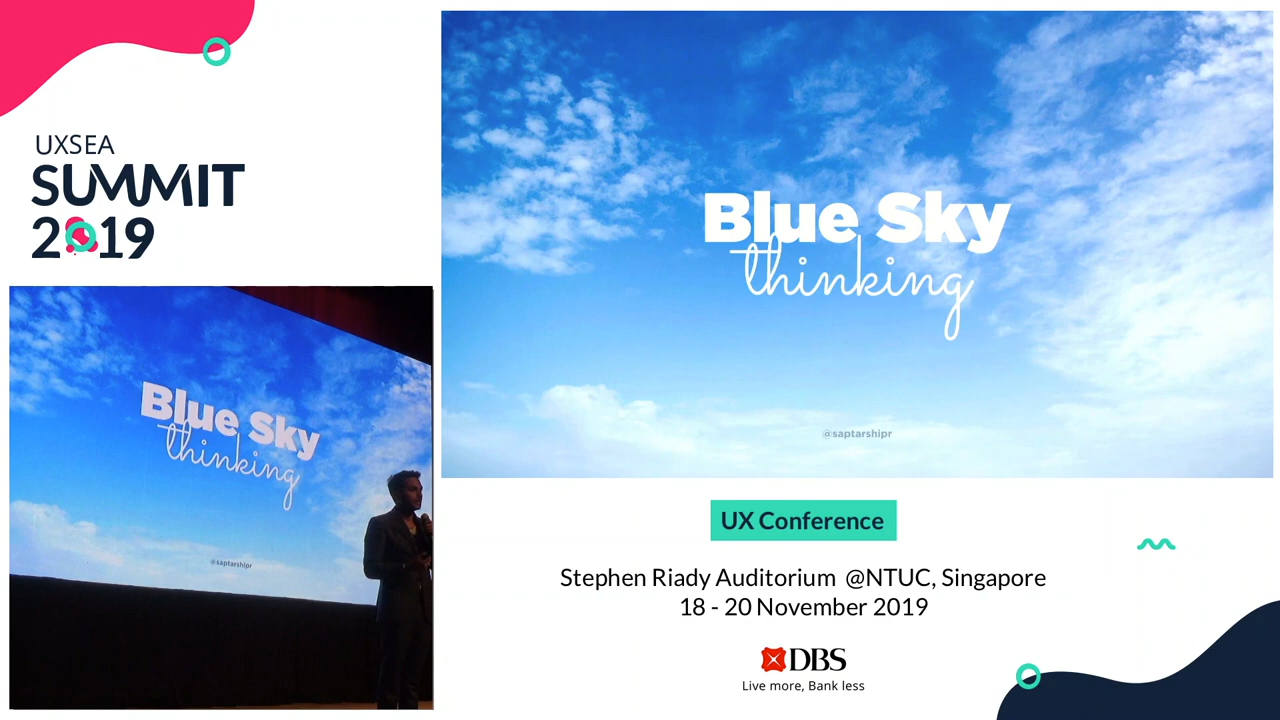 UXSEA
SUMMIT
2019
Blue Sky
thinking
@saptarshipr
Blue Sky
thinking
@saptarshipr
UX Conference
Stephen Riady Auditorium @NTUC, Singapore
18 - 20 November 2019
DBS
Live more, Bank less